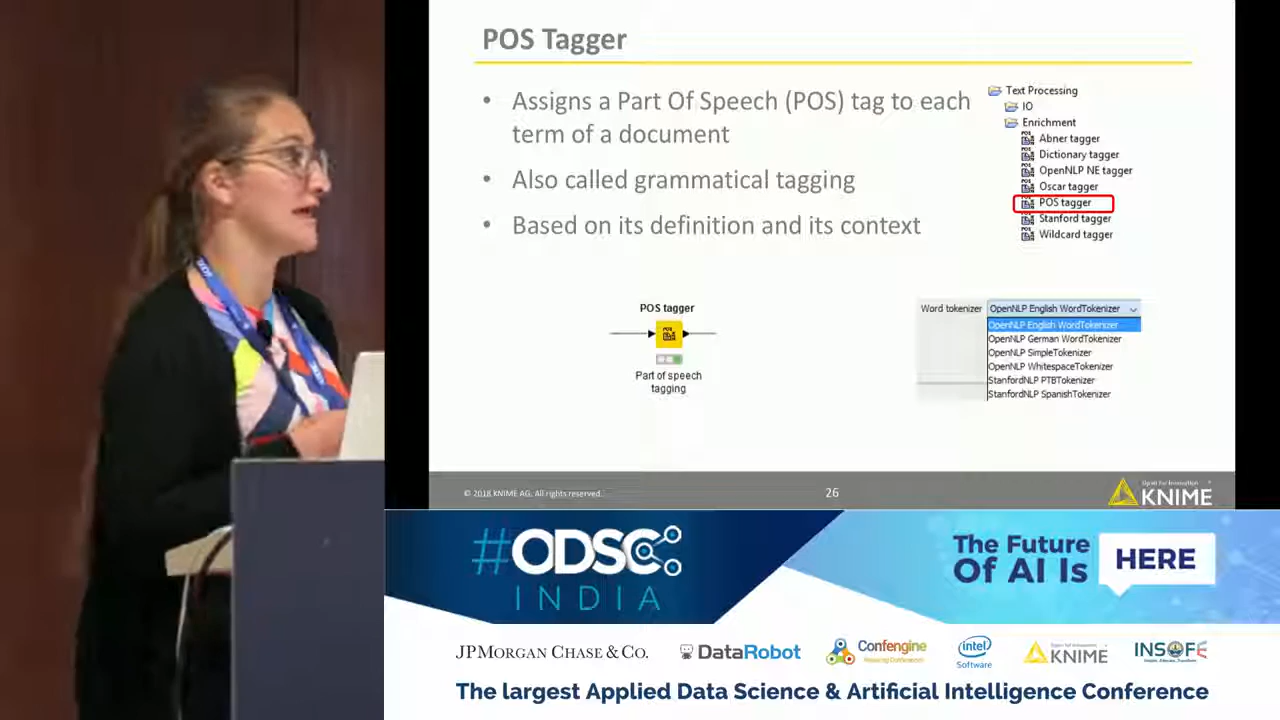 POS Tagger
• Assigns a Part Of Speech (POS) tag to each
term of a document
• Also called grammatical tagging
• Based on its definition and its context
Text Processing
IO
Enrichment
Abner tagger
Dictionary tagger
OpenNLP NE tagger
Oscar tagger
POS tagger
Stanford tagger
Wildcard tagger
POS tagger
Part of speech
tagging
Word tokenizer
OpenNLP English WordTokenizer
OpenNLP English WordTokenizer
OpenNLP German WordTokenizer
OpenNLP SimpleTokenizer
OpenNLP WhitespaceTokenizer
StanfordNLP PTBTokenizer
StanfordNLP SpanishTokenizer
© 2018 KNIME AG. All rights reserved.
26
Open for Innovation
KNIME
#ODSC
INDIA
The Future
Of AI Is
HERE
JPMORGAN CHASE & CO.
DataRobot
Confengine
intel
Software
KNIME
INSOFE
The largest Applied Data Science & Artificial Intelligence Conference